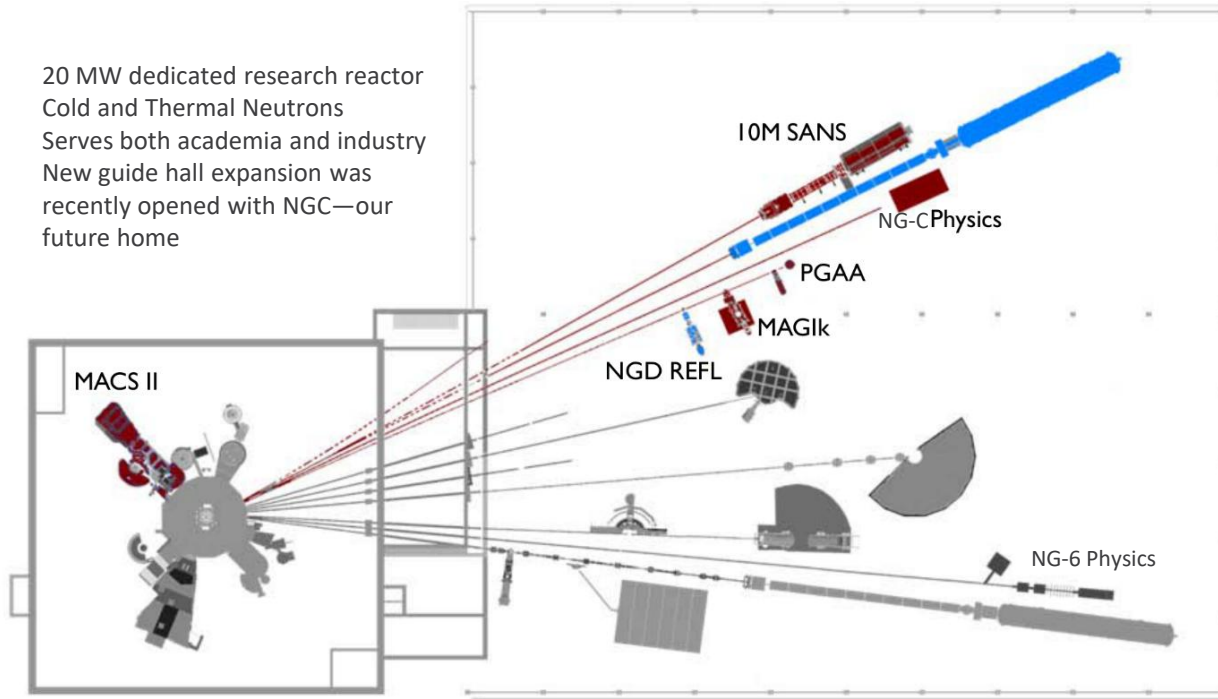 20 MW dedicated research reactor
Cold and Thermal Neutrons
Serves both academia and industry
New guide hall expansion was
recently opened with NGC—our
future home
10M SANS
NG-CPhysics
PGAA
MAGIk
NGD REFL
MACS II
NG-6 Physics